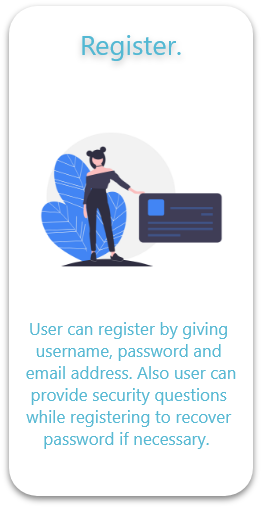 Register.
User can register by giving
username, password and
email address. Also user can
provide security questions
while registering to recover
password if necessary.